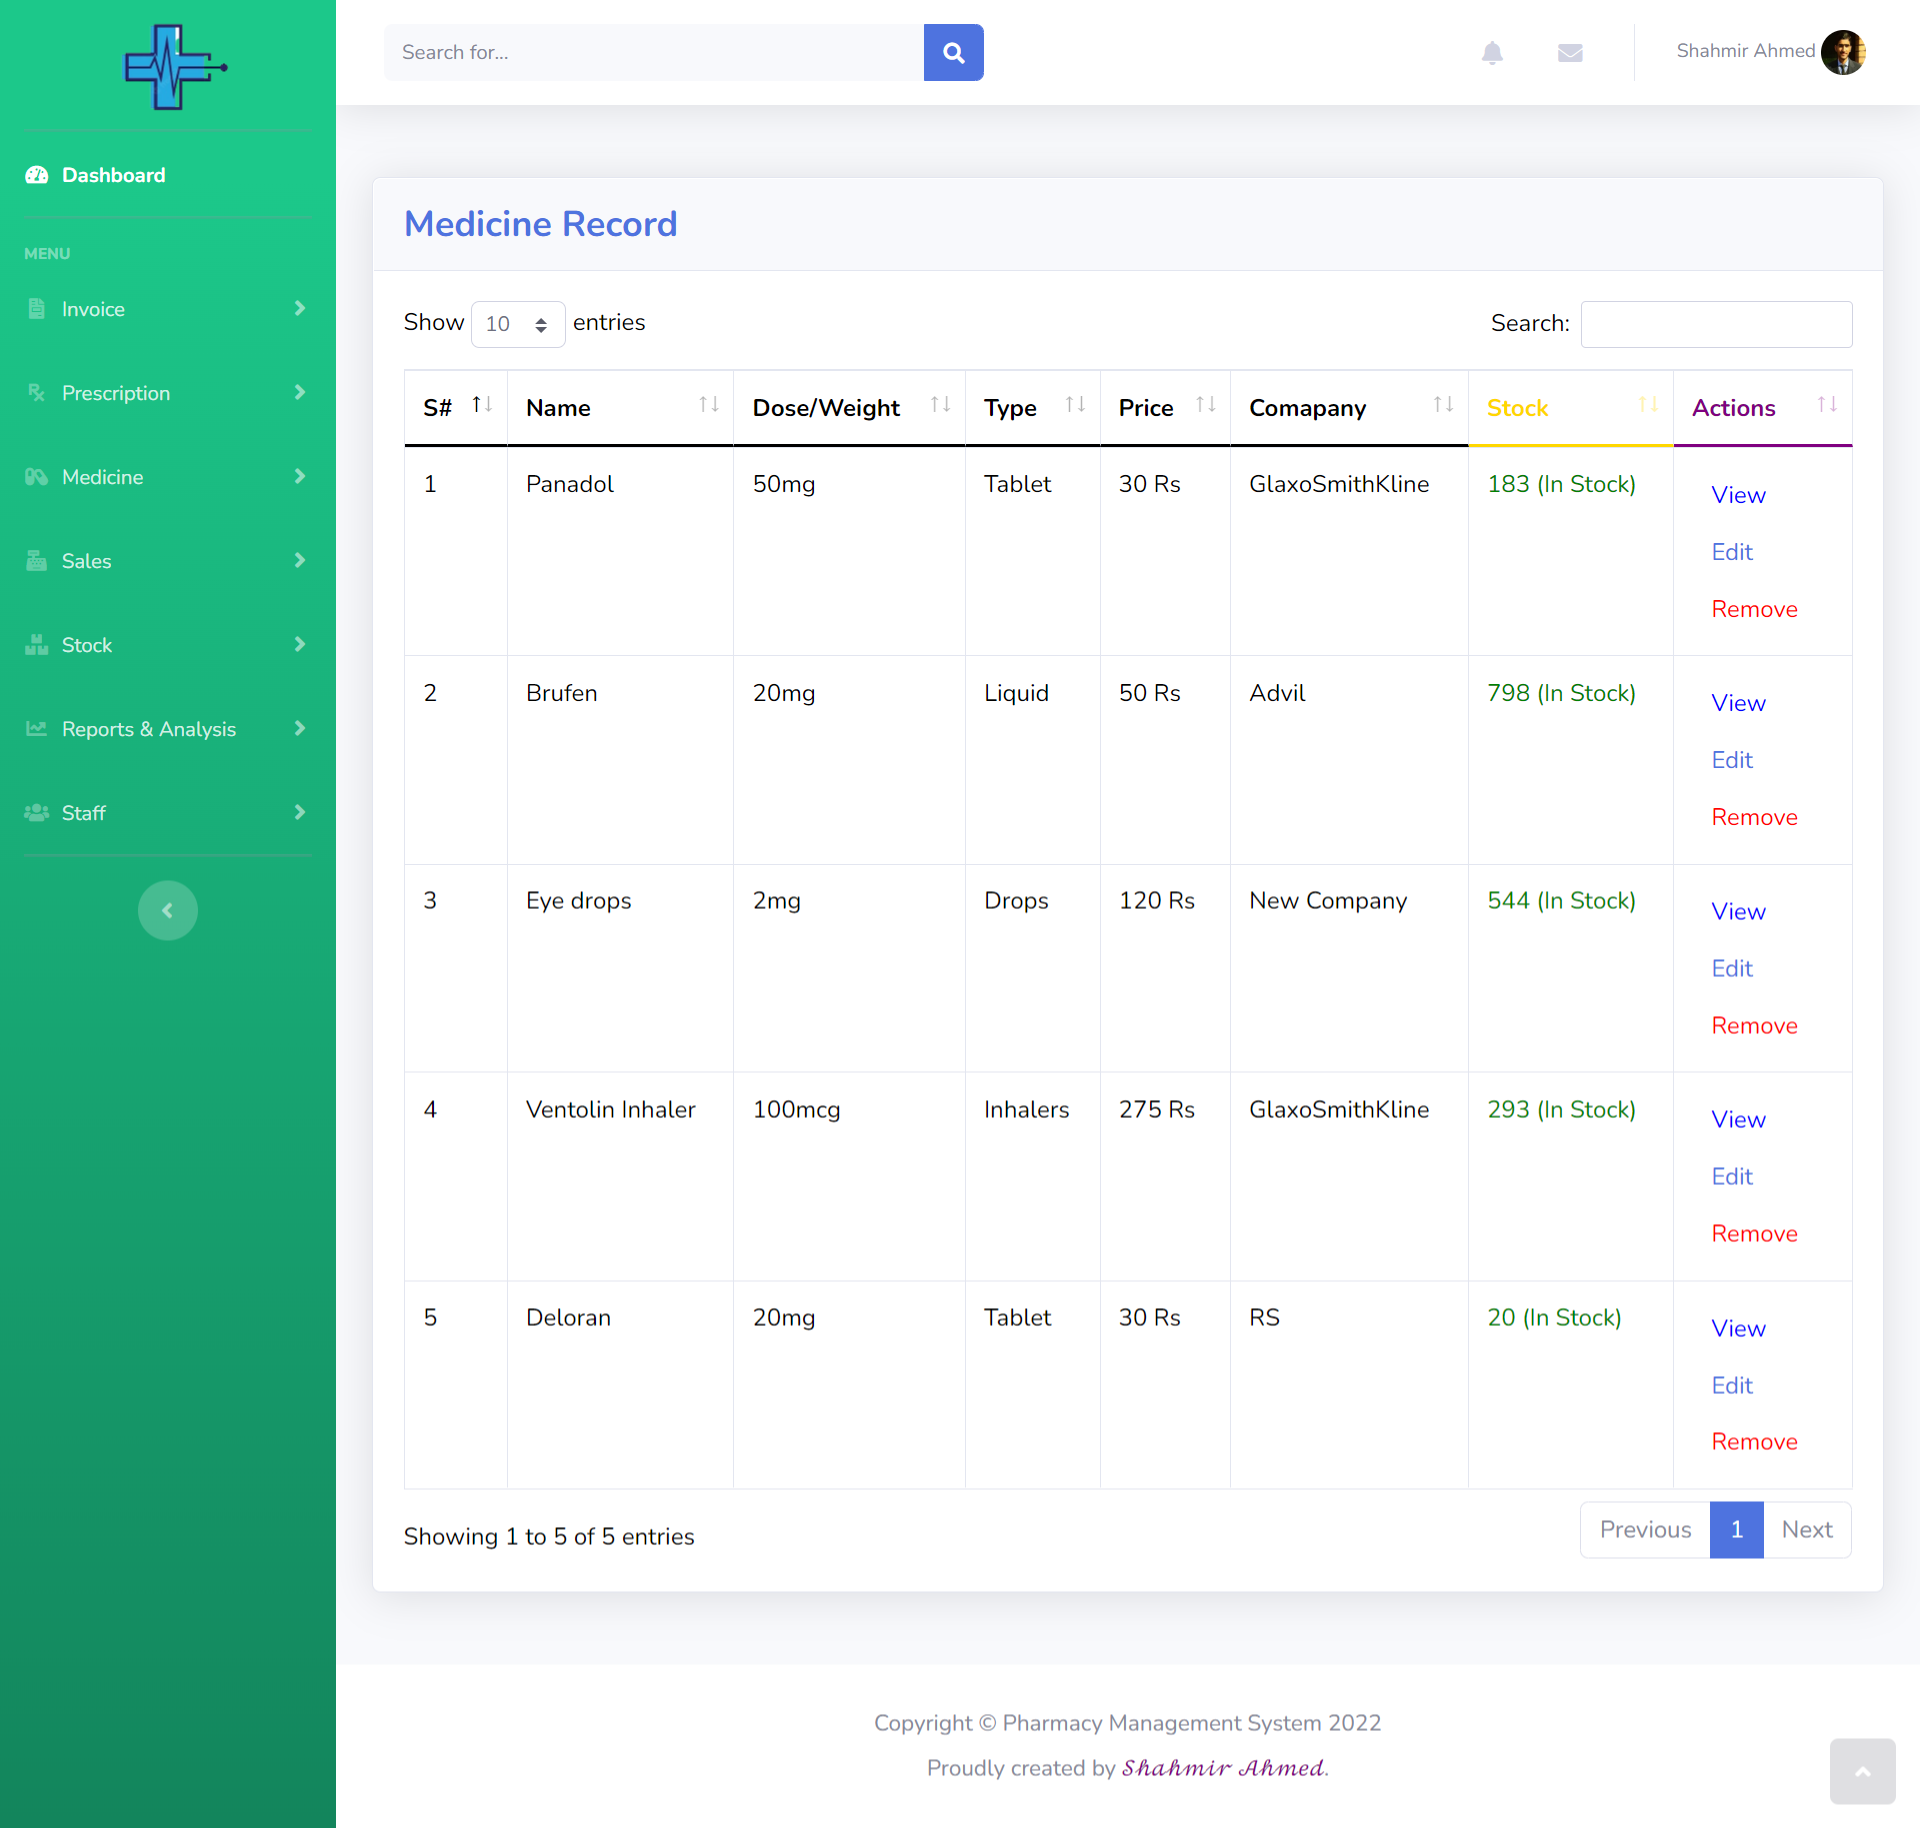 Search for...
Shahmir Ahmed
Dashboard
MENU
Invoice
Prescription
Medicine
Sales
Stock
Reports & Analysis
Staff
Medicine Record
Show 10 entries
Search:
S# Name Dose/Weight Type Price Comapany Stock Actions
1 Panadol 50mg Tablet 30 Rs GlaxoSmithKline 183 (In Stock) View
Edit
Remove
2 Brufen 20mg Liquid 50 Rs Advil 798 (In Stock) View
Edit
Remove
3 Eye drops 2mg Drops 120 Rs New Company 544 (In Stock) View
Edit
Remove
4 Ventolin Inhaler 100mcg Inhalers 275 Rs GlaxoSmithKline 293 (In Stock) View
Edit
Remove
5 Deloran 20mg Tablet 30 Rs RS 20 (In Stock) View
Edit
Remove
Showing 1 to 5 of 5 entries
Previous 1 Next
Copyright © Pharmacy Management System 2022
Proudly created by Shahmir Ahmed.